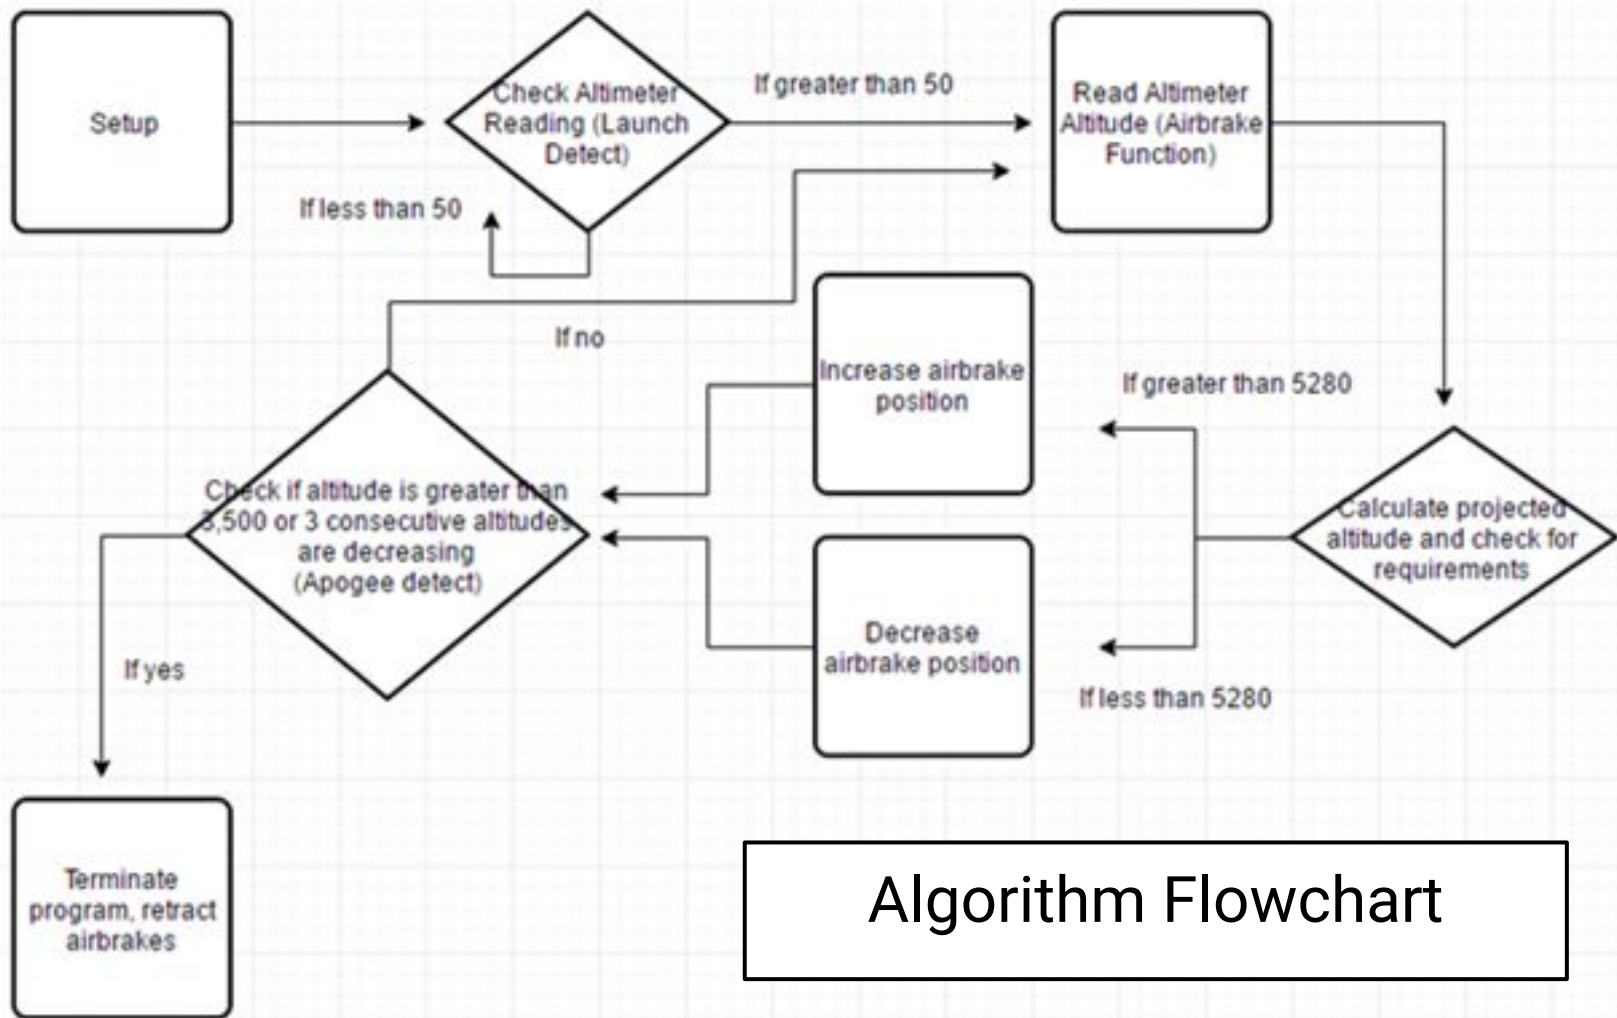 Setup
Check Altimeter
Reading (Launch
Detect)
If greater than 50
Read Altimeter
Altitude (Airbrake
Function)
If less than 50
If no
Increase airbrake
position
If greater than 5280
Calculate projected
altitude and check for
requirements
Check if altitude is greater than
3,500 or 3 consecutive altitudes
are decreasing
(Apogee detect)
Decrease
airbrake position
If less than 5280
If yes
Terminate
program, retract
airbrakes
Algorithm Flowchart